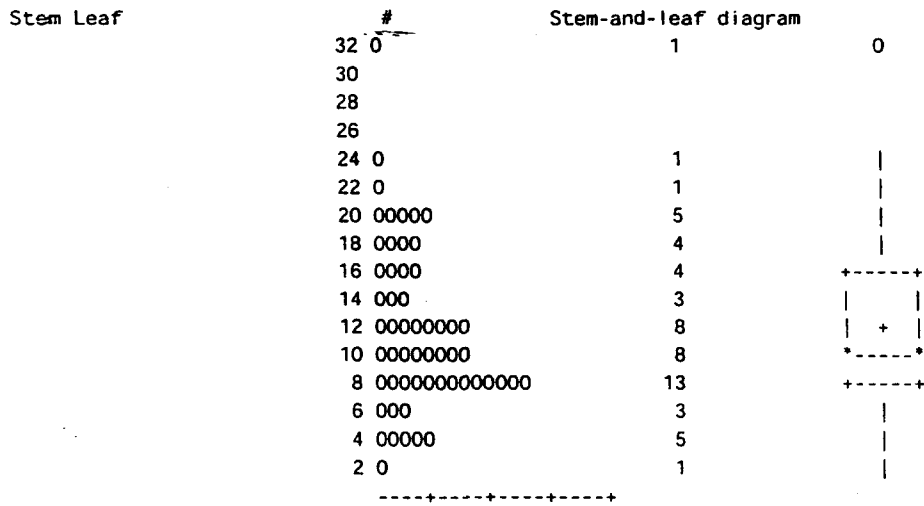 Stem Leaf # Stem-and-leaf diagram
32 0 1 0
30
28
26
24 0 1 |
22 0 1 |
20 00000 5 |
18 0000 4 |
16 0000 4 +-----+
14 000 3 | |
12 00000000 8 | + |
10 00000000 8 *-----*
8 0000000000000 13 +-----+
6 000 3 |
4 00000 5 |
2 0 1 |
----+----+----+----+